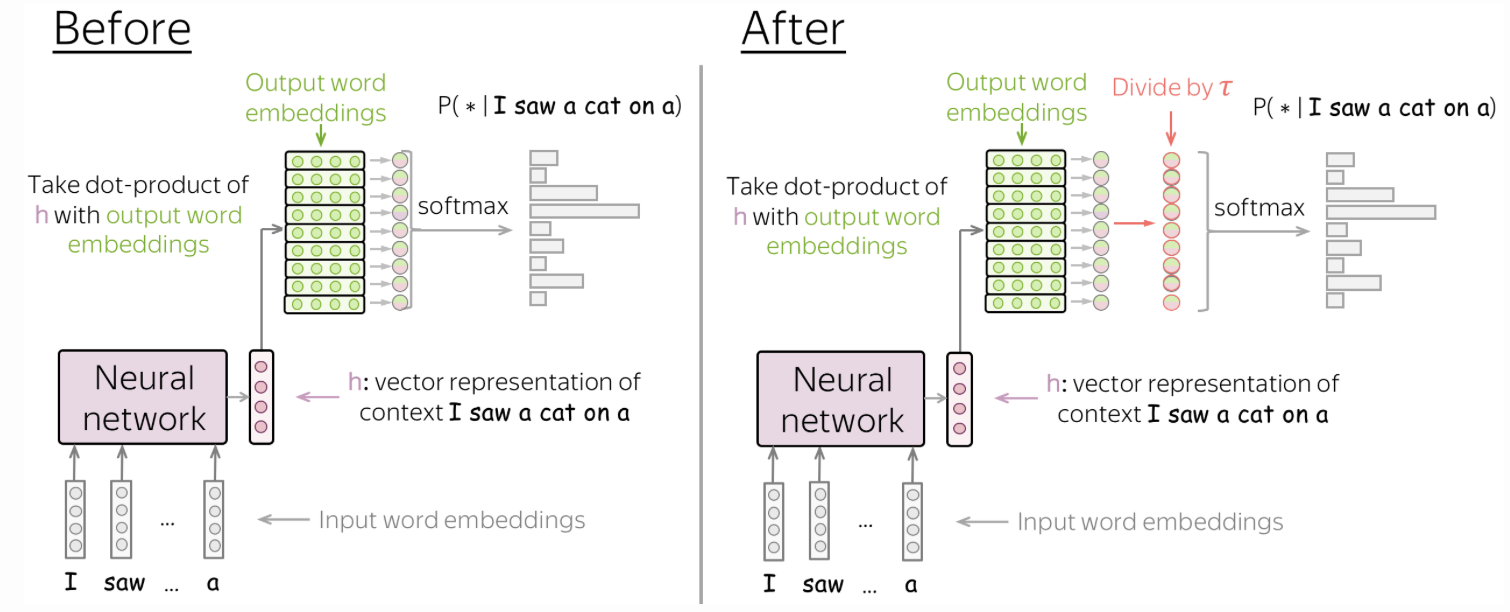 Before
Output word
embeddings
P( * | I saw a cat on a)
Take dot-product of
h with output word
embeddings
softmax
Neural
network
h: vector representation of
context I saw a cat on a
...
Input word embeddings
I saw ... a
After
Output word
embeddings
Divide by τ
P( * | I saw a cat on a)
Take dot-product of
h with output word
embeddings
softmax
Neural
network
h: vector representation of
context I saw a cat on a
...
Input word embeddings
I saw ... a